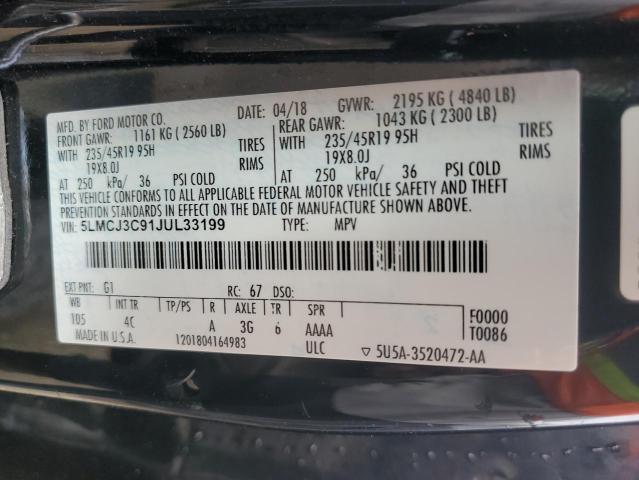 MFD. BY FORD MOTOR CO. DATE: 04/18 GVWR: 2195 KG ( 4840 LB)
FRONT GAWR: 1161 KG ( 2560 LB) REAR GAWR: 1043 KG ( 2300 LB)
WITH 235/45R19 95H TIRES WITH 235/45R19 95H TIRES
19X8.0J RIMS 19X8.0J RIMS
AT 250 kPa/ 36 PSI COLD AT 250 kPa/ 36 PSI COLD
THIS VEHICLE CONFORMS TO ALL APPLICABLE FEDERAL MOTOR VEHICLE SAFETY AND THEFT
PREVENTION STANDARDS IN EFFECT ON THE DATE OF MANUFACTURE SHOWN ABOVE.
VIN: 5LMCJ3C91JUL33199 TYPE: MPV
EXT PNT: G1 RC: 67 DSO:
WB INT TR TP/PS R AXLE TR SPR F0000
105 4C A 3G 6 AAAA T0086
MADE IN U.S.A. 1201804164983 ULC ▽ 5U5A-3520472-AA